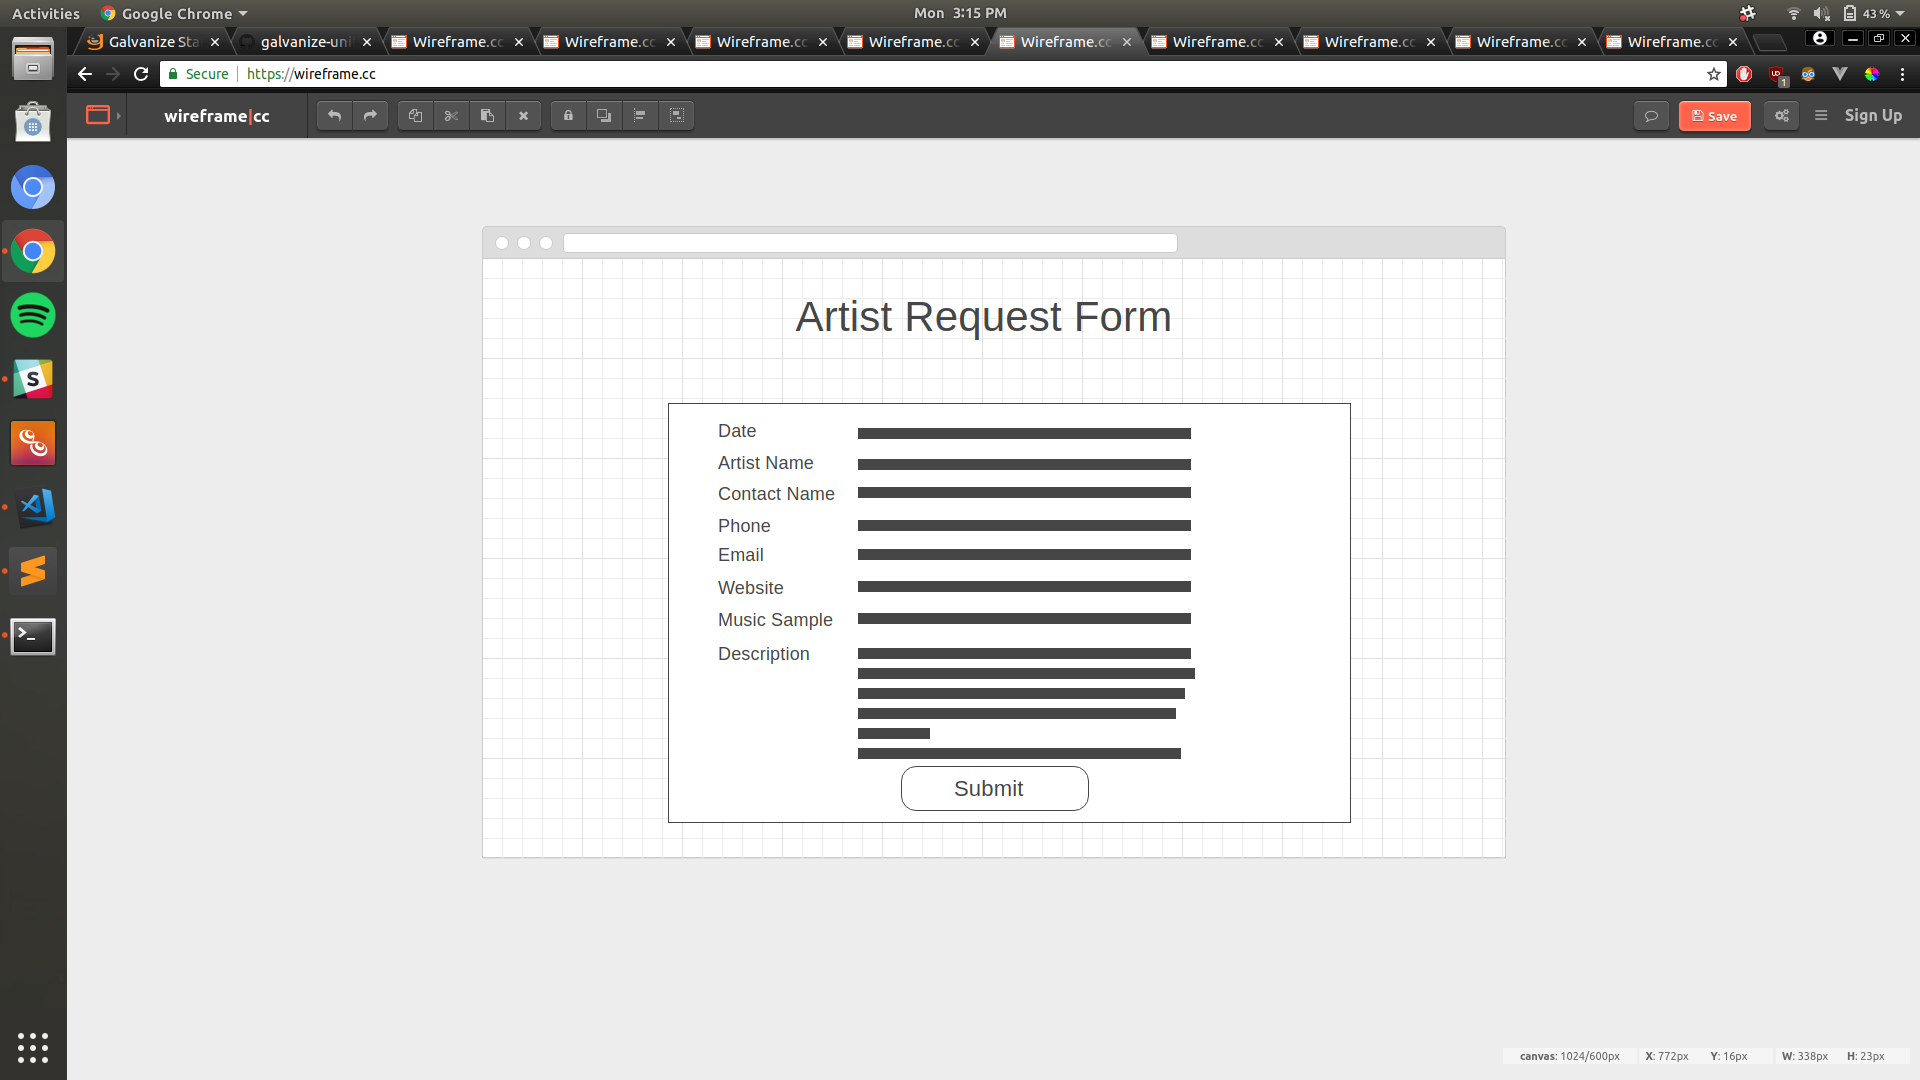 Activities Google Chrome Mon 3:15 PM 43 %
Galvanize Sta galvanize-uni Wireframe.cc Wireframe.cc Wireframe.cc Wireframe.cc Wireframe.cc Wireframe.cc Wireframe.cc Wireframe.cc Wireframe.cc
Secure https://wireframe.cc 1
wireframe|cc Save Sign Up
Artist Request Form
Date
Artist Name
Contact Name
Phone
Email
Website
Music Sample
Description
Submit
canvas: 1024/600px X: 772px Y: 16px W: 338px H: 23px